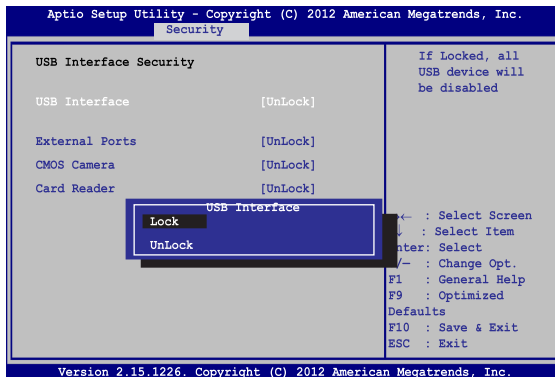 Aptio Setup Utility - Copyright (C) 2012 American Megatrends, Inc.
Security
USB Interface Security
USB Interface [UnLock]
External Ports [UnLock]
CMOS Camera [UnLock]
Card Reader [UnLock]
USB Interface
Lock
UnLock
If Locked, all
USB device will
be disabled
← : Select Screen
↓ : Select Item
nter: Select
/— : Change Opt.
F1 : General Help
F9 : Optimized
Defaults
F10 : Save & Exit
ESC : Exit
Version 2.15.1226. Copyright (C) 2012 American Megatrends, Inc.